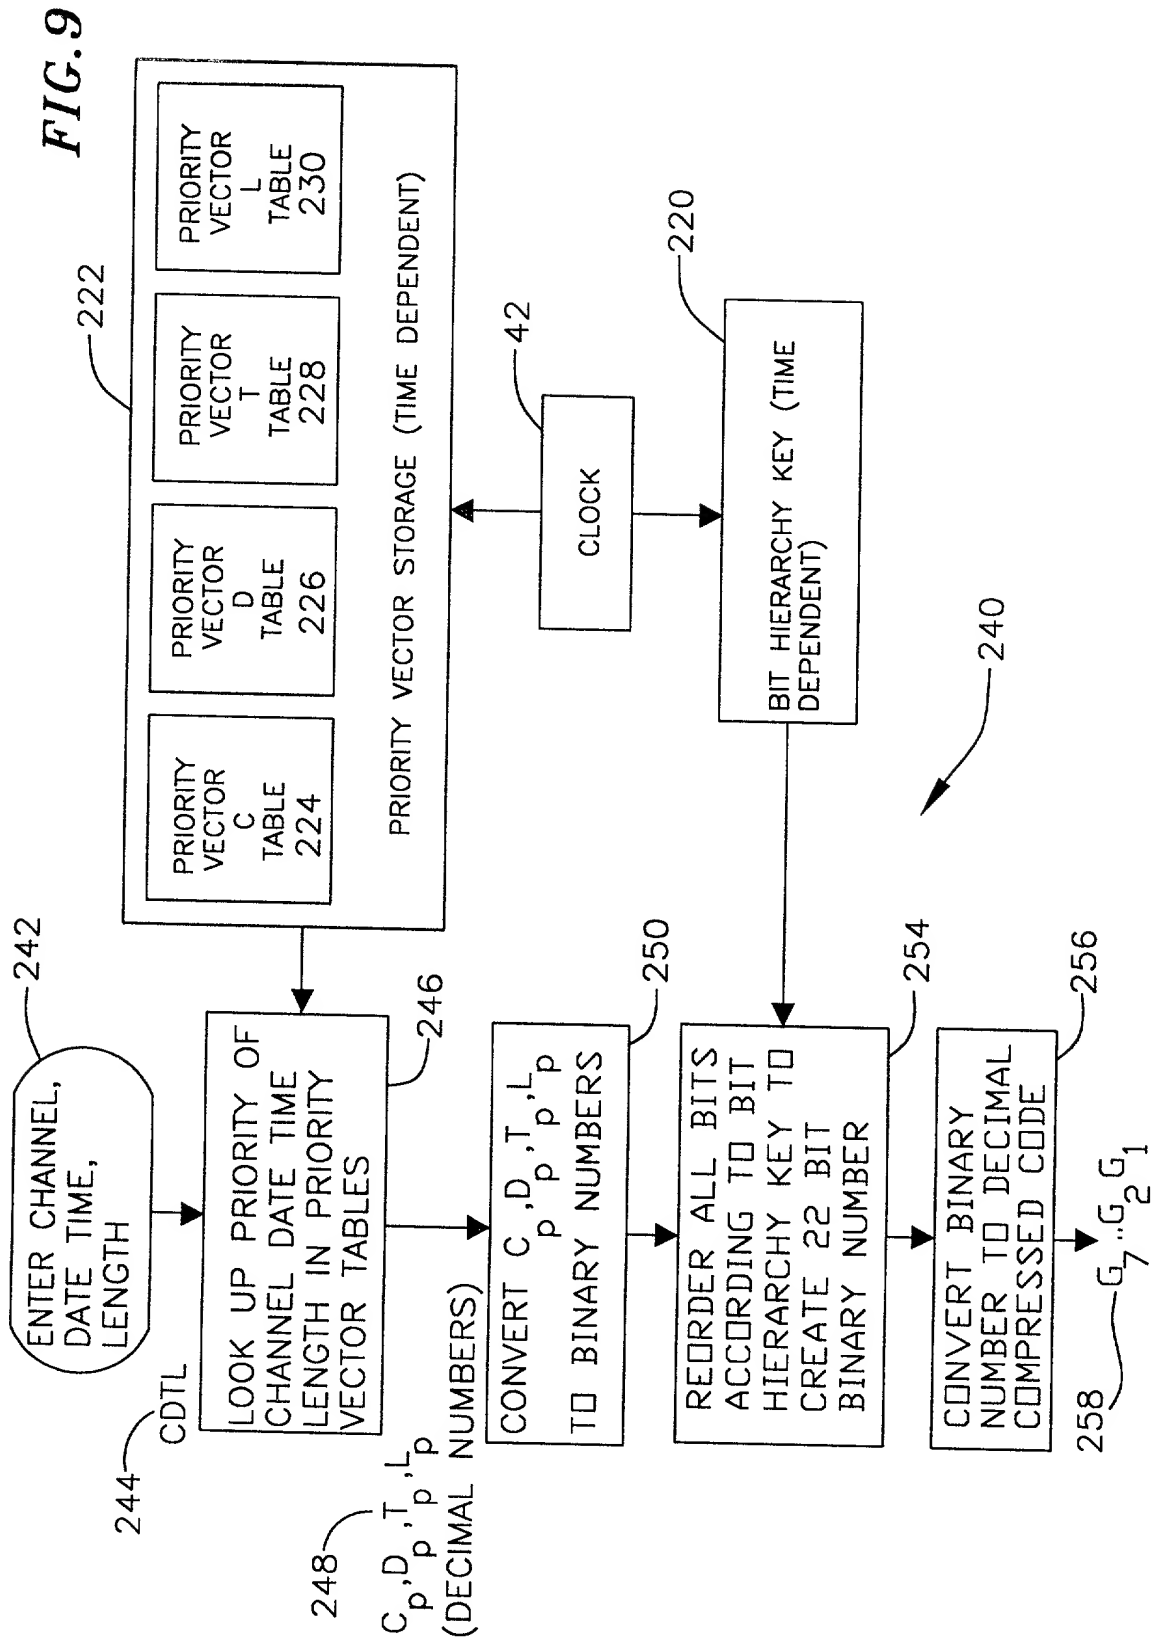 FIG.9
242
ENTER CHANNEL,
DATE TIME,
LENGTH
244
CDTL
222
PRIORITY
VECTOR
C
TABLE
224
PRIORITY
VECTOR
D
TABLE
226
PRIORITY
VECTOR
T
TABLE
228
PRIORITY
VECTOR
L
TABLE
230
PRIORITY VECTOR STORAGE (TIME DEPENDENT)
LOOK UP PRIORITY OF
CHANNEL DATE TIME
LENGTH IN PRIORITY
VECTOR TABLES
246
248
Cp,Dp,Tp,Lp
(DECIMAL NUMBERS)
42
CLOCK
CONVERT Cp,Dp,Tp,Lp
TO BINARY NUMBERS
250
220
BIT HIERARCHY KEY (TIME
DEPENDENT)
REORDER ALL BITS
ACCORDING TO BIT
HIERARCHY KEY TO
CREATE 22 BIT
BINARY NUMBER
254
240
CONVERT BINARY
NUMBER TO DECIMAL
COMPRESSED CODE
256
258
G7..G2G1